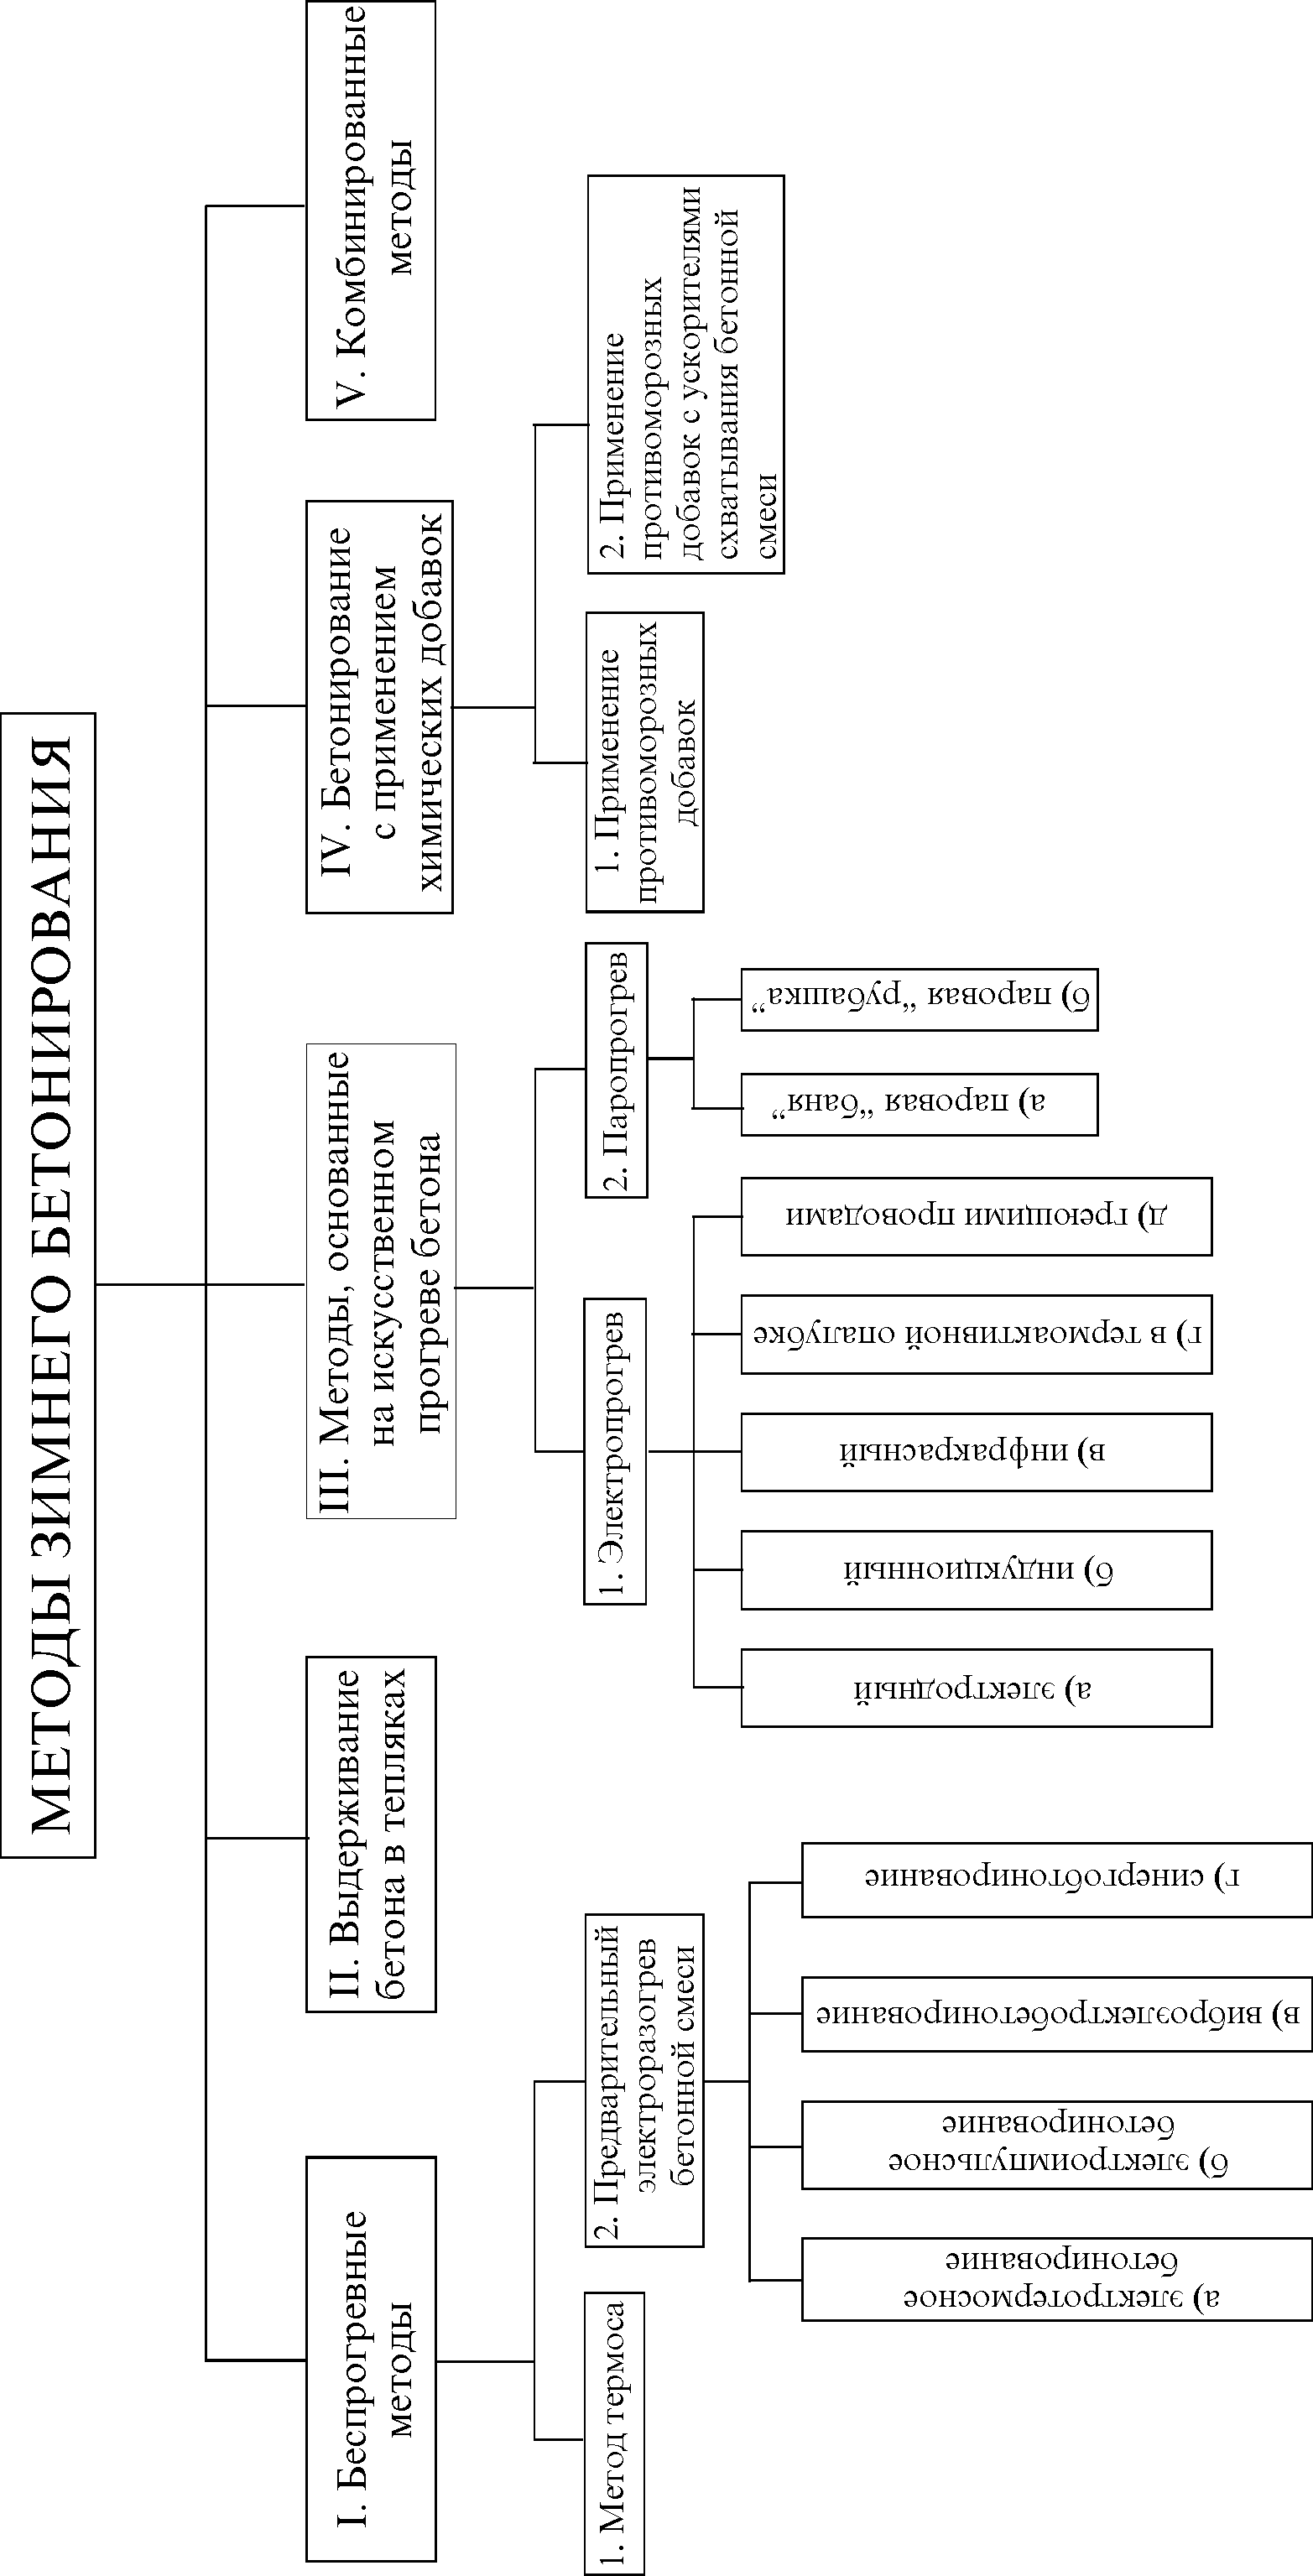 МЕТОДЫ ЗИМНЕГО БЕТОНИРОВАНИЯ
I. Беспрогревные
методы
II. Выдерживание
бетона в тепляках
III. Методы, основанные
на искусственном
прогреве бетона
IV. Бетонирование
с применением
химических добавок
V. Комбинированные
методы
1. Метод термоса
2. Предварительный
электроразогрев
бетонной смеси
1. Электропрогрев
2. Паропрогрев
1. Применение
противоморозных
добавок
2. Применение
противоморозных
добавок с ускорителями
схватывания бетонной
смеси
а) электротермосное
бетонирование
б) электроимпульсное
бетонирование
в) виброэлектробетонирование
г) синергобтонирование
а) электродный
б) индукционный
в) инфракрасный
г) в термоактивной опалубке
д) греющими проводами
а) паровая “баня”
б) паровая “рубашка”